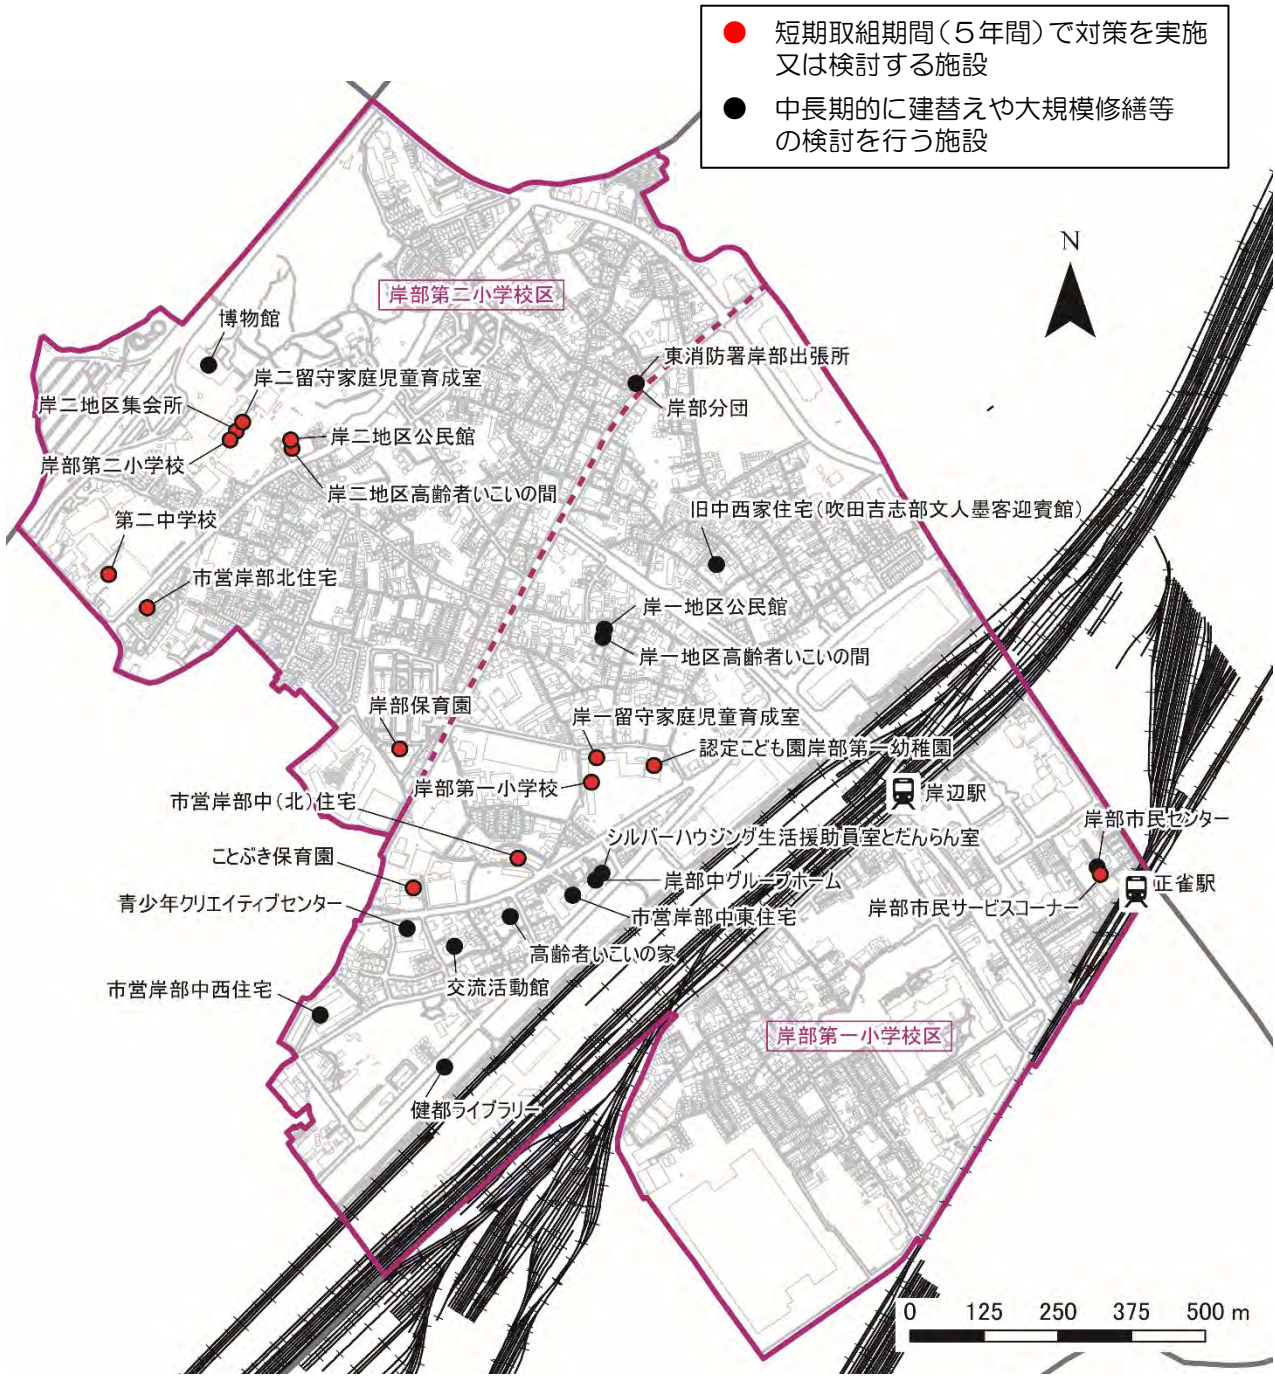 短期取組期間（５年間）で対策を実施
又は検討する施設
中長期的に建替えや大規模修繕等
の検討を行う施設
N
岸部第二小学校区
博物館
岸二留守家庭児童育成室
岸二地区集会所
岸部第二小学校
岸二地区公民館
岸二地区高齢者いこいの間
第二中学校
市営岸部北住宅
東消防署岸部出張所
岸部分団
旧中西家住宅（吹田吉志部文人墨客迎賓館）
岸一地区公民館
岸一地区高齢者いこいの間
岸部保育園
岸一留守家庭児童育成室
認定こども園岸部第一幼稚園
岸部第一小学校
市営岸部中（北）住宅
岸辺駅
シルバーハウジング生活援助員室とだんらん室
岸部市民センター
ことぶき保育園
岸部中グループホーム
正雀駅
青少年クリエイティブセンター
市営岸部中東住宅
岸部市民サービスコーナー
高齢者いこいの家
交流活動館
市営岸部中西住宅
岸部第一小学校区
健都ライブラリー
0 125 250 375 500 m